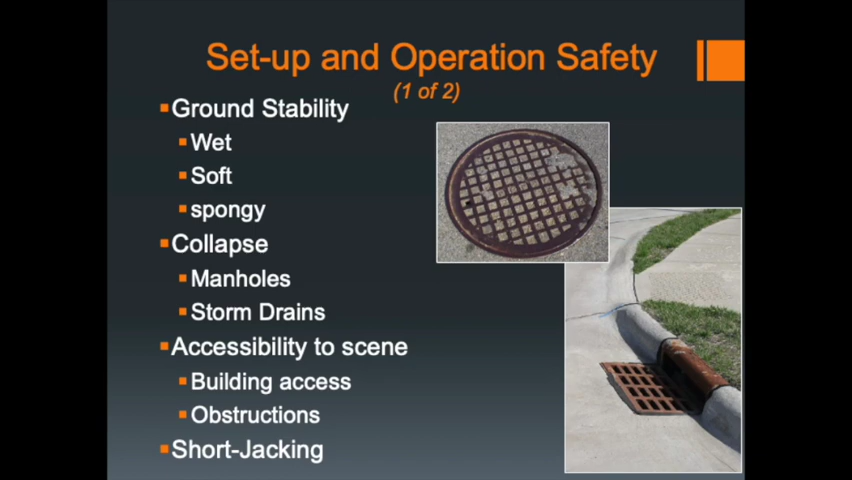 Set-up and Operation Safety
(1 of 2)
Ground Stability
Wet
Soft
spongy
Collapse
Manholes
Storm Drains
Accessibility to scene
Building access
Obstructions
Short-Jacking